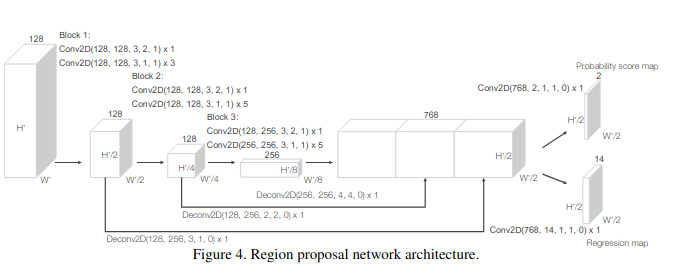 128
Block 1:
Conv2D(128, 128, 3, 2, 1) x 1
Conv2D(128, 128, 3, 1, 1) x 3
H'
W'
Block 2:
Conv2D(128, 128, 3, 2, 1) x 1
Conv2D(128, 128, 3, 1, 1) x 5
128
H'/2
W'/2
Block 3:
Conv2D(128, 256, 3, 2, 1) x 1
Conv2D(256, 256, 3, 1, 1) x 5
128
H'/4
W'/4
256
H'/8
W'/8
768
H'/2
W'/2
Deconv2D(256, 256, 4, 4, 0) x 1
Deconv2D(128, 256, 2, 2, 0) x 1
Deconv2D(128, 256, 3, 1, 0) x 1
Probability score map
2
Conv2D(768, 2, 1, 1, 0) x 1
H'/2
W'/2
14
H'/2
W'/2
Conv2D(768, 14, 1, 1, 0) x 1
Regression map
Figure 4. Region proposal network architecture.